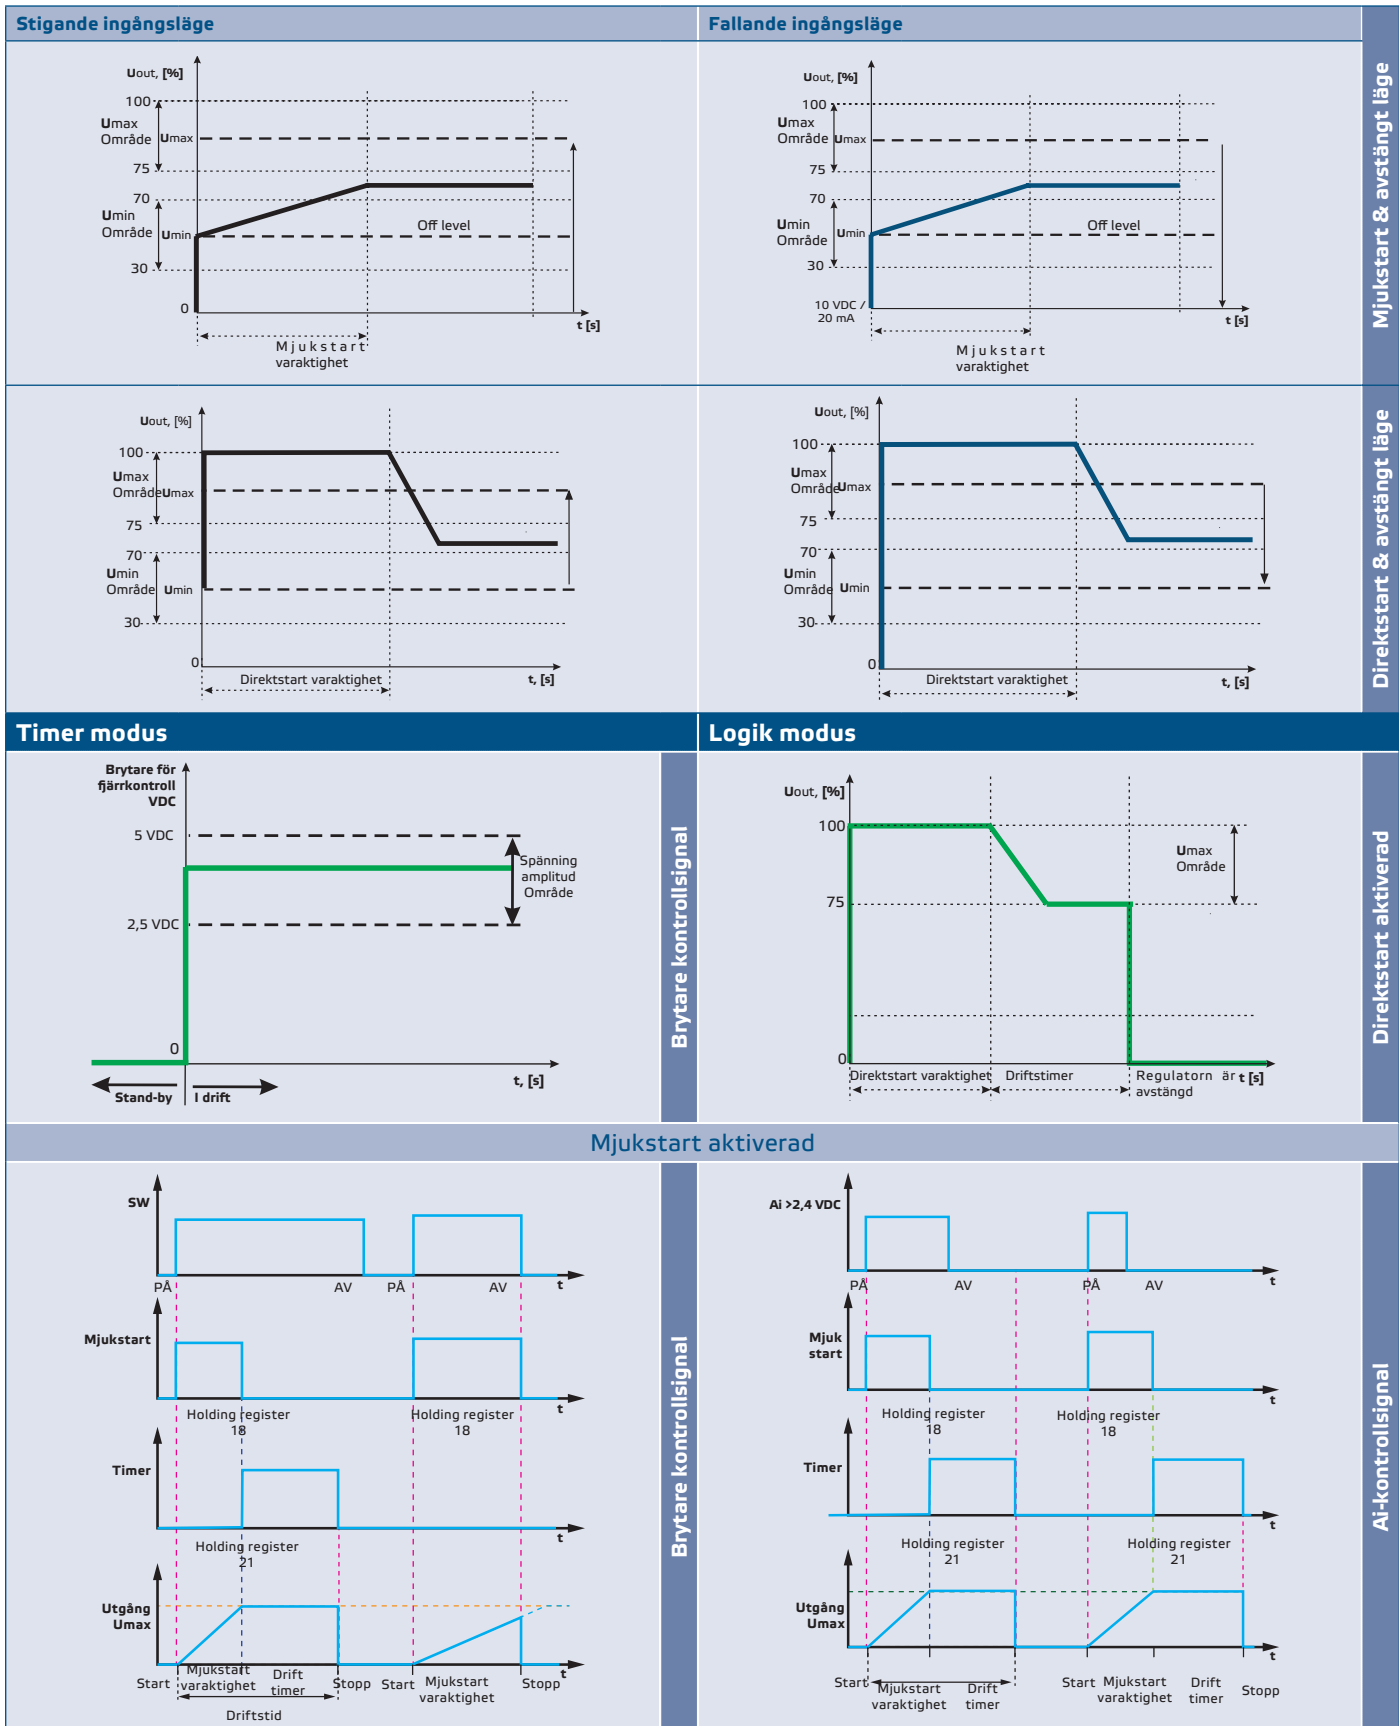 Stigande ingångsläge
Fallande ingångsläge
Uout, [%]
100
Umax
Område
Umax
75
70
Umin
Område
Umin
Off level
30
0
t [s]
Mjukstart
varaktighet
Uout, [%]
100
Umax
Område
Umax
75
70
Umin
Område
Umin
Off level
30
10 VDC /
20 mA
t [s]
Mjukstart
varaktighet
Mjukstart & avstängt läge
Uout, [%]
100
Umax
Område
Umax
75
70
Umin
Område
Umin
30
0
Direktstart varaktighet
t, [s]
Uout, [%]
100
Umax
Område
Umax
75
70
Umin
Område
Umin
30
0
Direktstart varaktighet
t, [s]
Direktstart & avstängt läge
Timer modus
Logik modus
Brytare för
fjärrkontroll
VDC
5 VDC
Spänning
amplitud
Område
2,5 VDC
0
t, [s]
Stand-by
I drift
Brytare kontrollsignal
Uout, [%]
100
Umax
Område
75
0
Direktstart varaktighet
Driftstimer
Regulatorn är
avstängd
t [s]
Direktstart aktiverad
Mjukstart aktiverad
SW
PÅ
AV
PÅ
AV
t
Mjukstart
t
Holding register
18
Holding register
18
Timer
t
Holding register
21
Utgång
Umax
t
Start
Mjukstart
varaktighet
Drift
timer
Stopp
Start
Mjukstart
varaktighet
Stopp
Driftstid
Brytare kontrollsignal
Ai >2,4 VDC
PÅ
AV
PÅ
AV
t
Mjuk
start
t
Holding register
18
Holding register
18
Timer
t
Holding register
21
Holding register
21
Utgång
Umax
t
Start
Mjukstart
varaktighet
Drift
timer
Start
Mjukstart
varaktighet
Drift
timer
Stopp
Ai-kontrollsignal